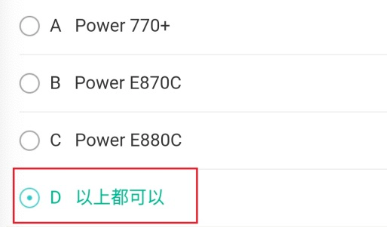 A Power 770+
B Power E870C
C Power E880C
D 以上都可以